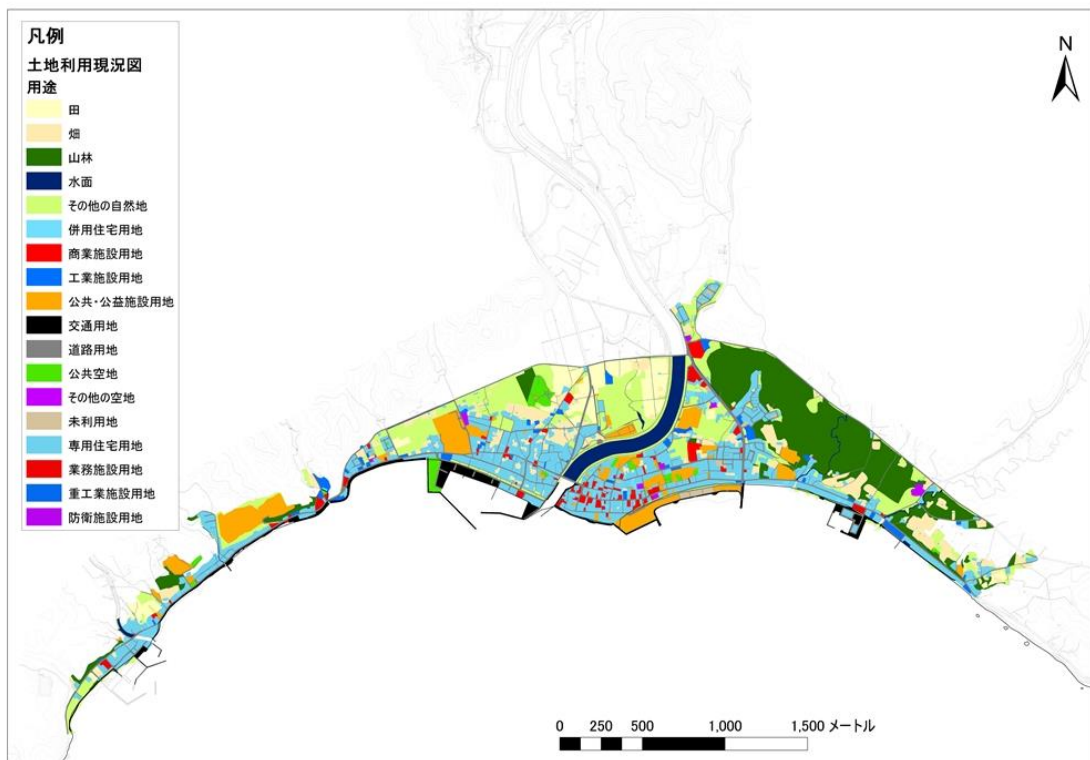 凡例
土地利用現況図
用途
田
畑
山林
水面
その他の自然地
併用住宅用地
商業施設用地
工業施設用地
公共・公益施設用地
交通用地
道路用地
公共空地
その他の空地
未利用地
専用住宅用地
業務施設用地
重工業施設用地
防衛施設用地
N
0 250 500 1,000 1,500 メートル